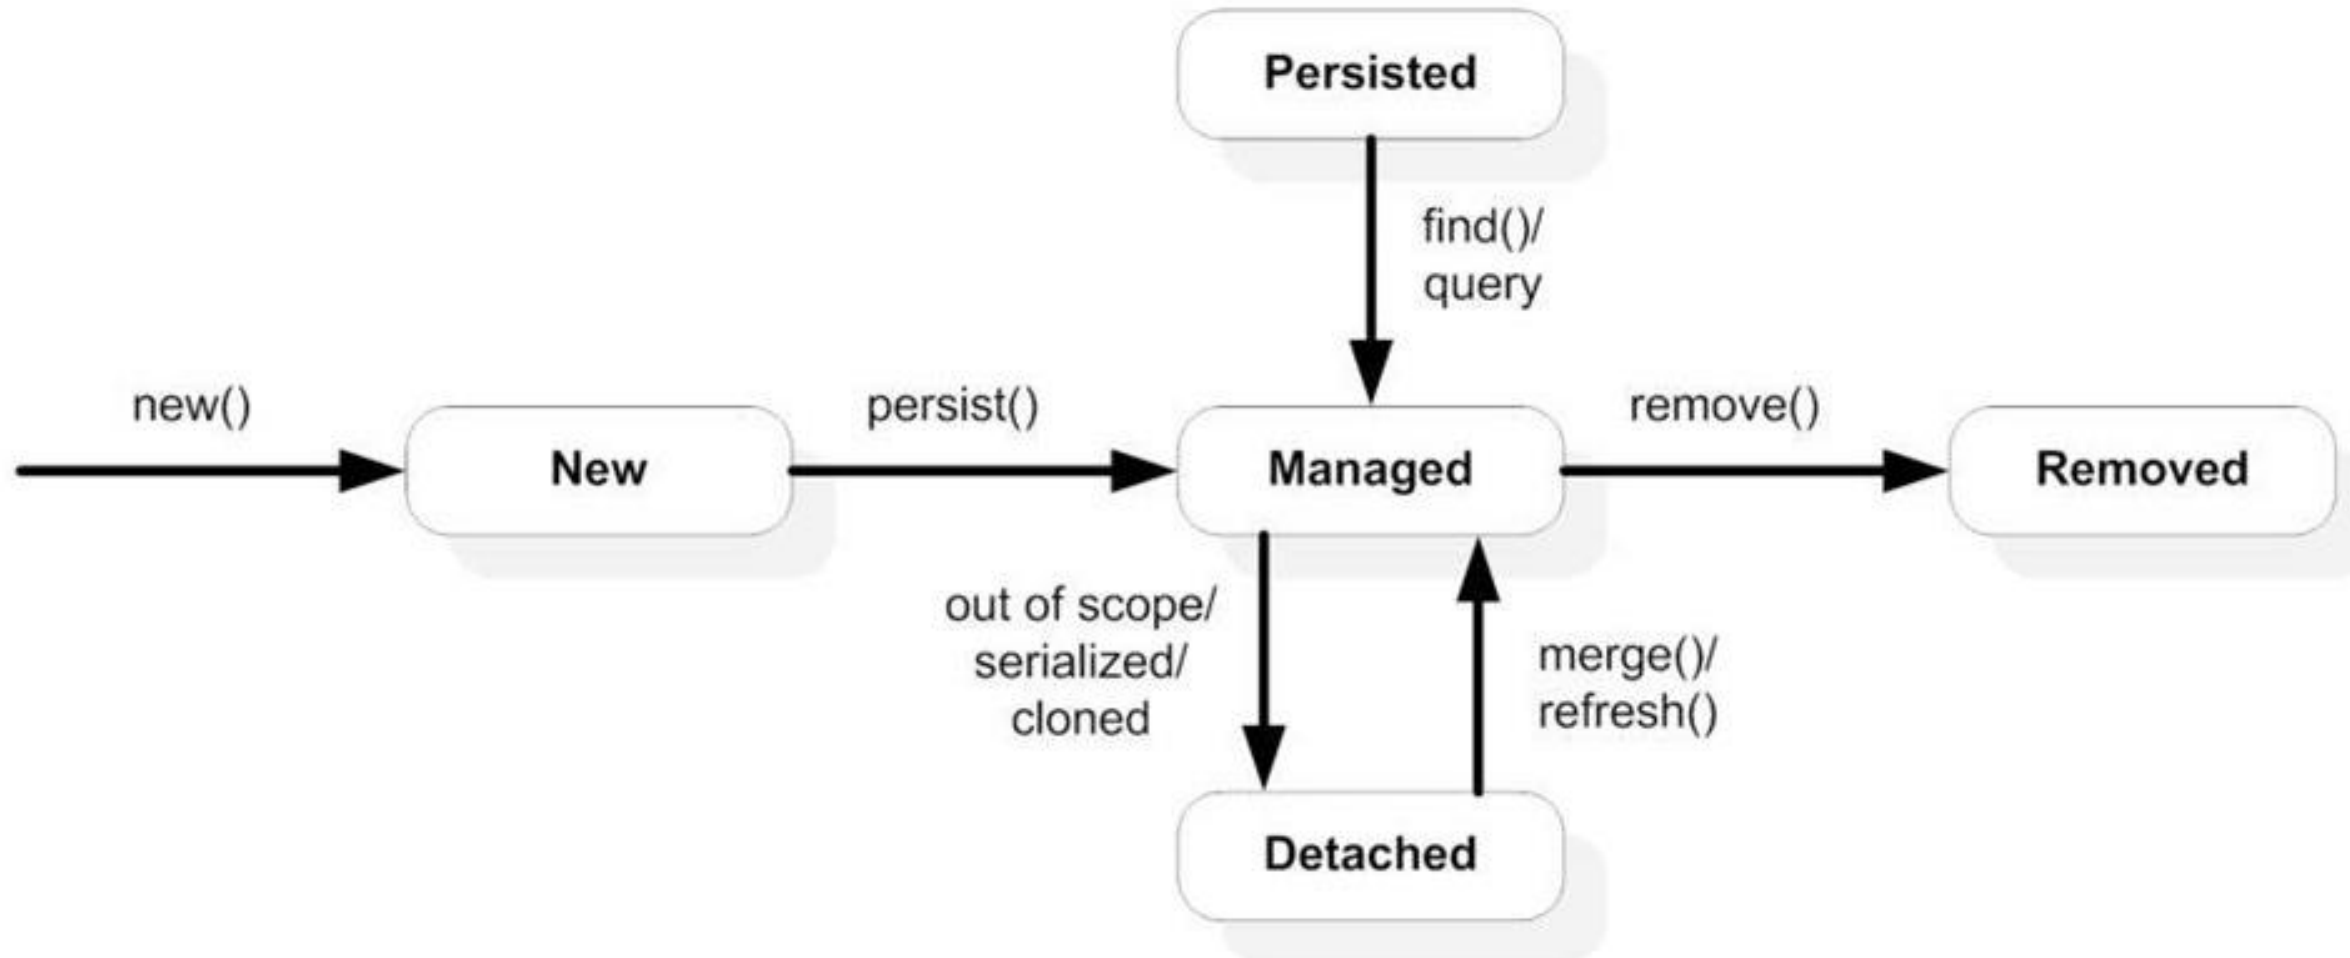 Persisted
find()/
query
new()
New
persist()
Managed
remove()
Removed
out of scope/
serialized/
cloned
merge()/
refresh()
Detached